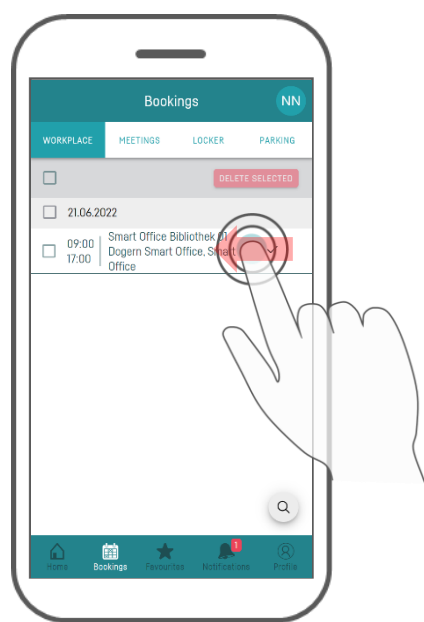 Bookings
NN
WORKPLACE MEETINGS LOCKER PARKING
DELETE SELECTED
21.06.2022
09:00
17:00
Smart Office Bibliothek 01
Dogern Smart Office, Smart
Office
1
Home Bookings Favourites Notifications Profile